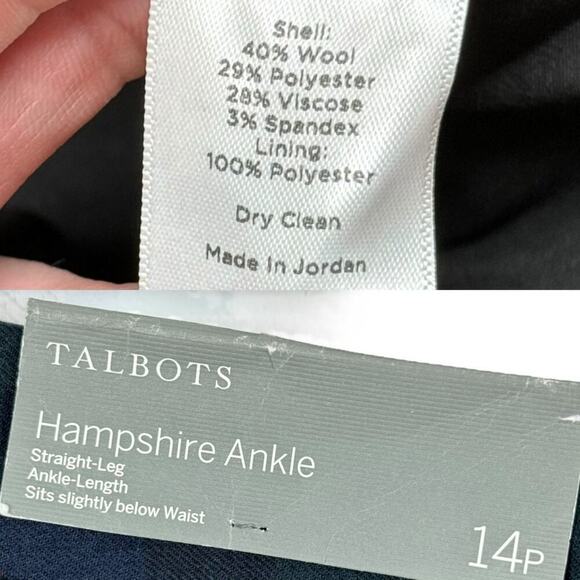 Shell:
40% Wool
29% Polyester
28% Viscose
3% Spandex
Lining:
100% Polyester
Dry Clean
Made In Jordan
TALBOTS
Hampshire Ankle
Straight-Leg
Ankle-Length
Sits slightly below Waist
14P